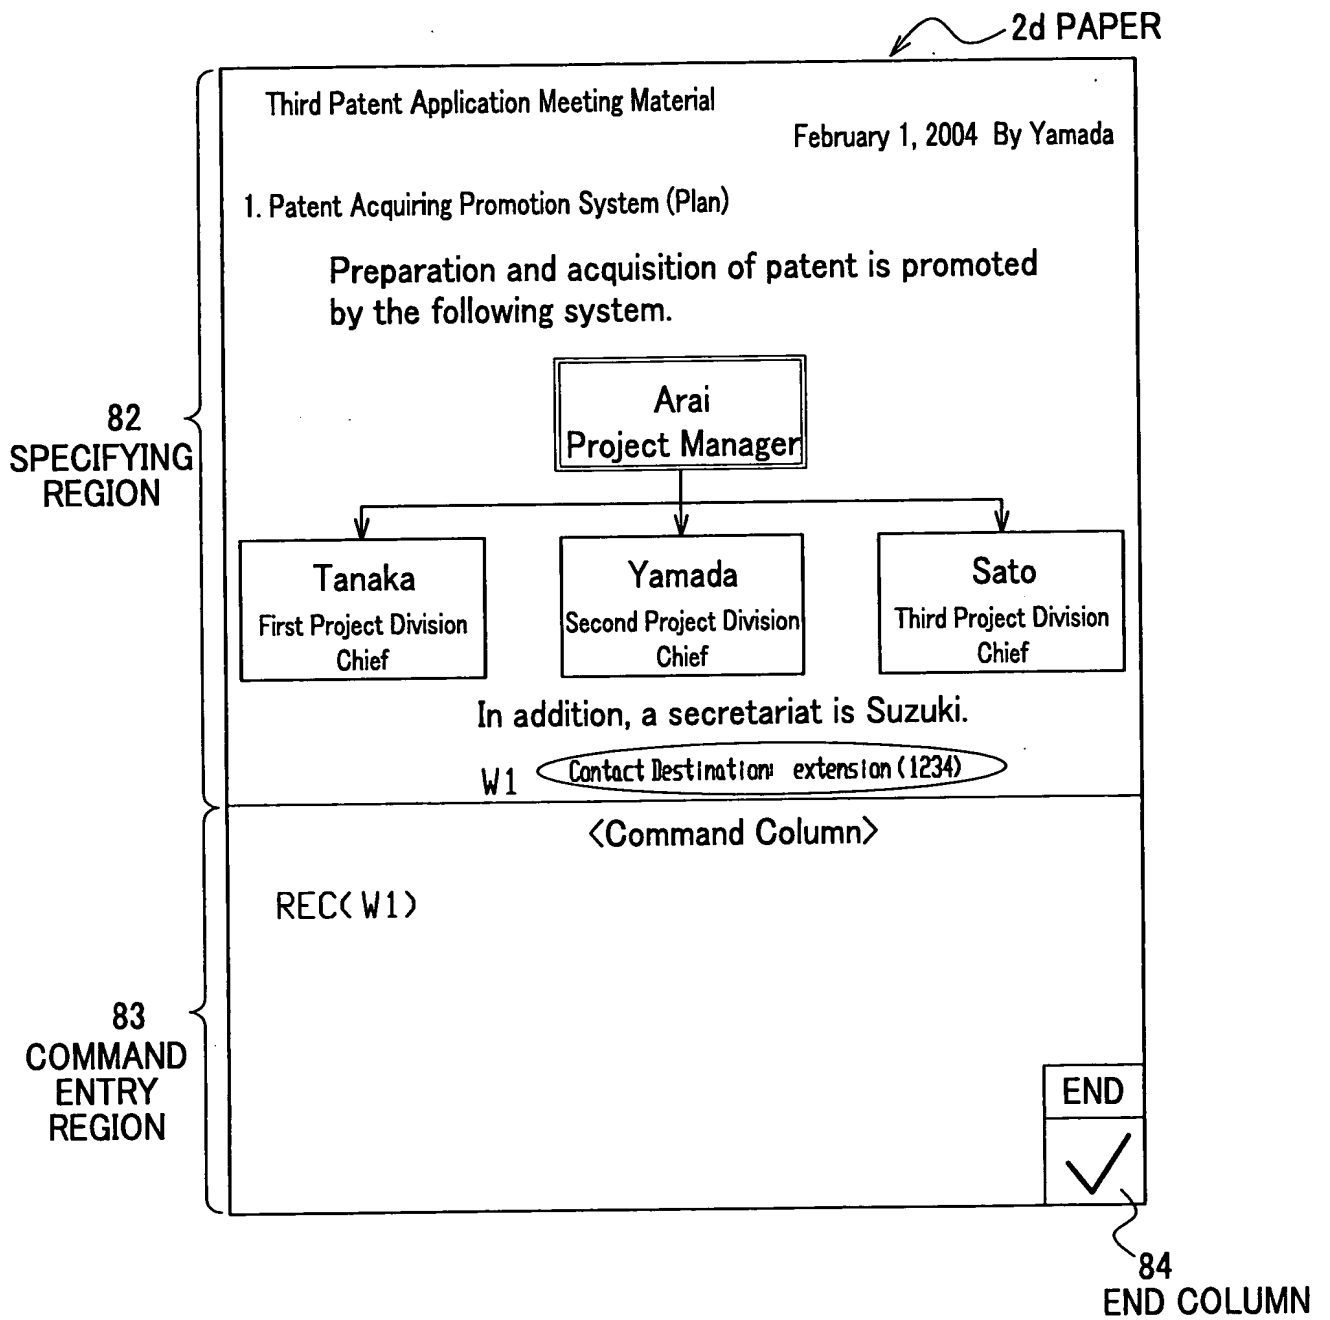 2d PAPER
Third Patent Application Meeting Material
February 1, 2004 By Yamada
1. Patent Acquiring Promotion System (Plan)
Preparation and acquisition of patent is promoted
by the following system.
Arai
Project Manager
82
SPECIFYING
REGION
Tanaka
First Project Division
Chief
Yamada
Second Project Division
Chief
Sato
Third Project Division
Chief
In addition, a secretariat is Suzuki.
W1 Contact Destination: extension (1234)
<Command Column>
REC(W1)
83
COMMAND
ENTRY
REGION
END
84
END COLUMN